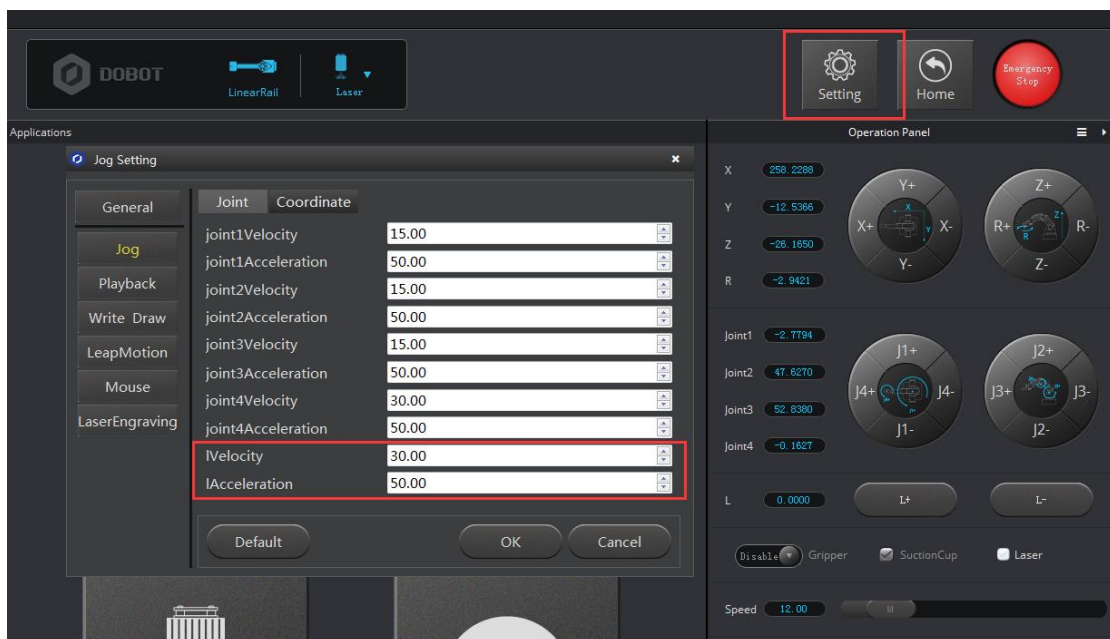 DOBOT
LinearRail
Laser
Setting
Home
Emergency
Stop
Applications
Operation Panel
Jog Setting
General
Jog
Playback
Write Draw
LeapMotion
Mouse
LaserEngraving
Joint Coordinate
joint1Velocity 15.00
joint1Acceleration 50.00
joint2Velocity 15.00
joint2Acceleration 50.00
joint3Velocity 15.00
joint3Acceleration 50.00
joint4Velocity 30.00
joint4Acceleration 50.00
lVelocity 30.00
lAcceleration 50.00
Default OK Cancel
X 258.2288
Y -12.5366
Z -26.1650
R -2.9421
Y+
X+ X-
Y-
X
Y
Z+
R+ R-
Z-
Z
R
Joint1 -2.7794
Joint2 47.6270
Joint3 52.8380
Joint4 -0.1627
J1+
J4+ J4-
J1-
J2+
J3+ J3-
J2-
L 0.0000 L+ L-
Disable Gripper SuctionCup Laser
Speed 12.00